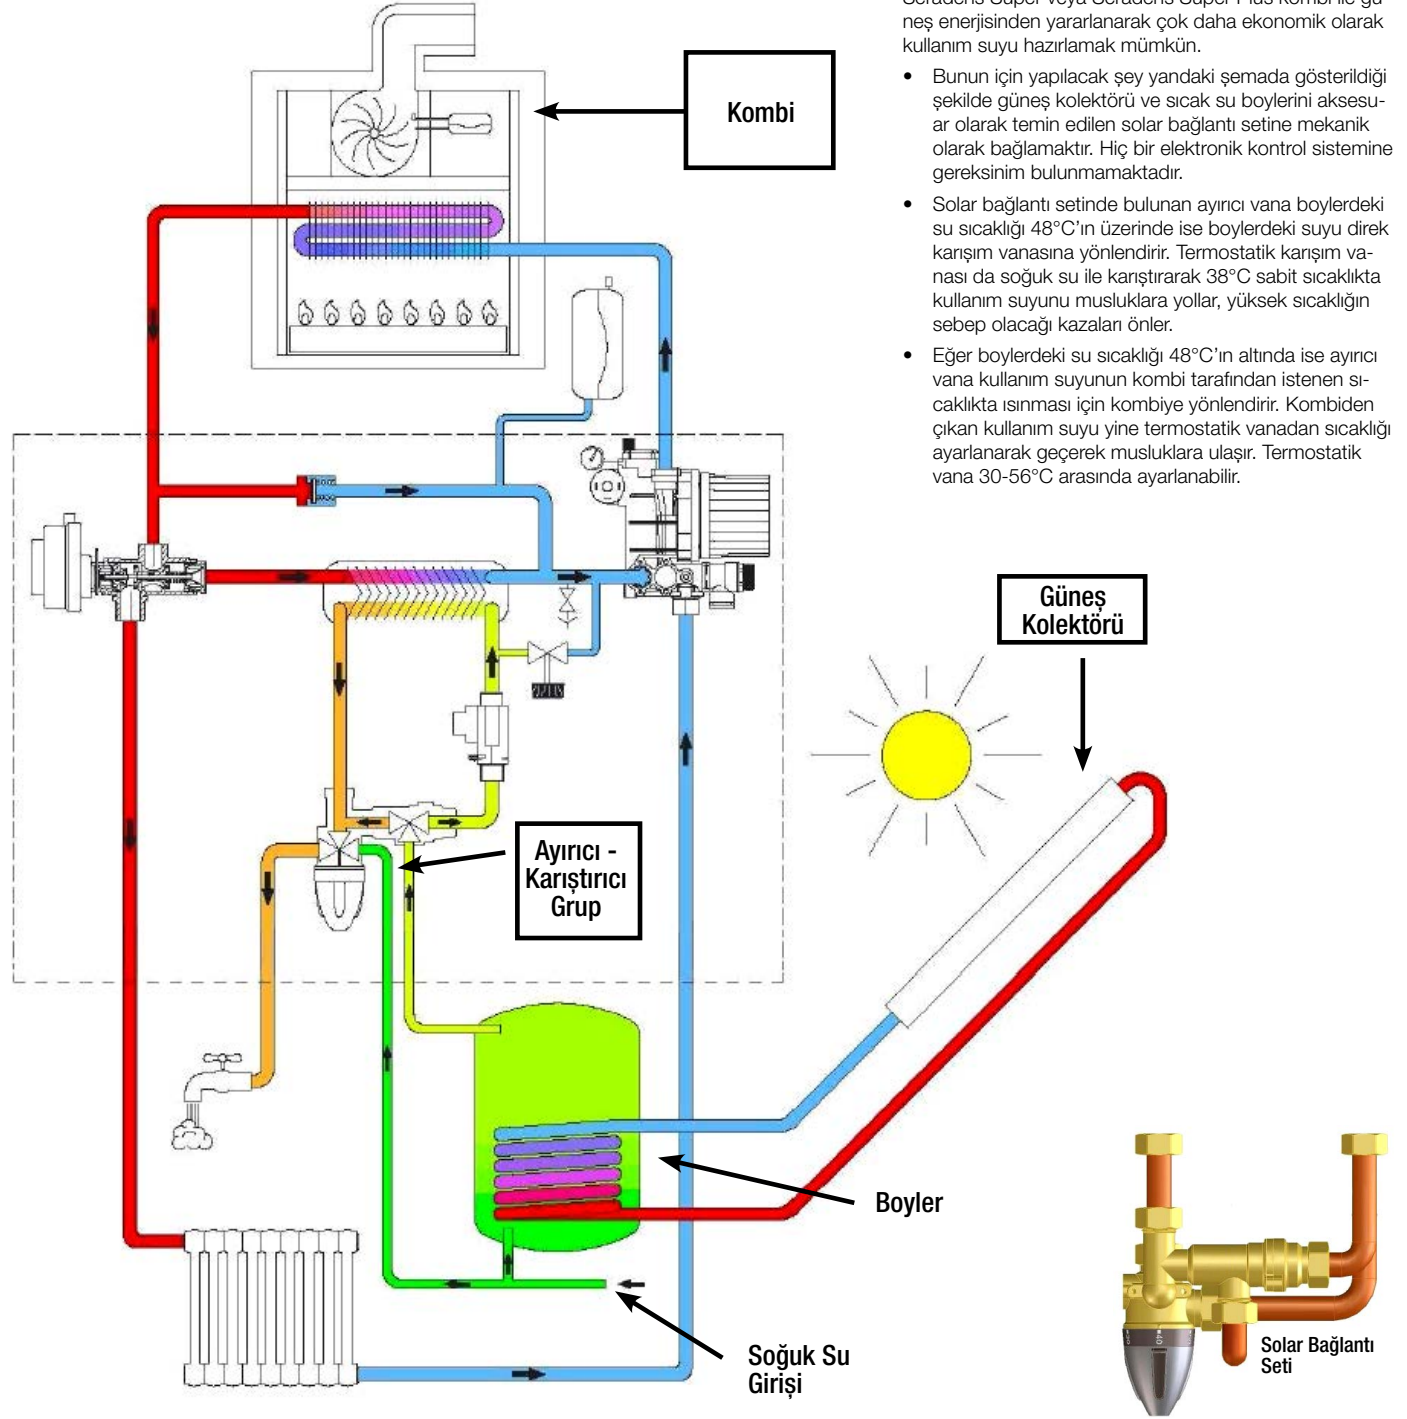 Seradens Super veya Seradens Super Plus kombi ile gü-
neş enerjisinden yararlanarak çok daha ekonomik olarak
kullanım suyu hazırlamak mümkün.
• Bunun için yapılacak şey yandaki şemada gösterildiği
şekilde güneş kolektörü ve sıcak su boylerini aksesu-
ar olarak temin edilen solar bağlantı setine mekanik
olarak bağlamaktır. Hiç bir elektronik kontrol sistemine
gereksinim bulunmamaktadır.
• Solar bağlantı setinde bulunan ayırıcı vana boylerdeki
su sıcaklığı 48°C’ın üzerinde ise boylerdeki suyu direk
karışım vanasına yönlendirir. Termostatik karışım va-
nası da soğuk su ile karıştırarak 38°C sabit sıcaklıkta
kullanım suyunu musluklara yollar, yüksek sıcaklığın
sebep olacağı kazaları önler.
• Eğer boylerdeki su sıcaklığı 48°C’ın altında ise ayırıcı
vana kullanım suyunun kombi tarafından istenen sı-
caklıkta ısınması için kombiye yönlendirir. Kombiden
çıkan kullanım suyu yine termostatik vanadan sıcaklığı
ayarlanarak geçerek musluklara ulaşır. Termostatik
vana 30-56°C arasında ayarlanabilir.
Kombi
Güneş
Kolektörü
Ayırıcı -
Karıştırıcı
Grup
Boyler
Soğuk Su
Girişi
Solar Bağlantı
Seti
40